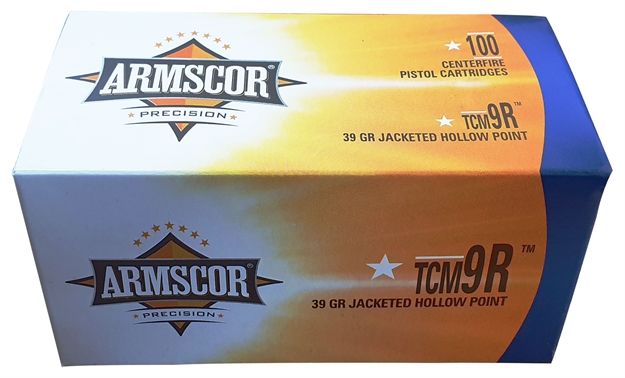 ARMSCOR®
PRECISION
100
CENTERFIRE
PISTOL CARTRIDGES
TCM9R™
39 GR JACKETED HOLLOW POINT
ARMSCOR®
PRECISION
TCM9R™
39 GR JACKETED HOLLOW POINT